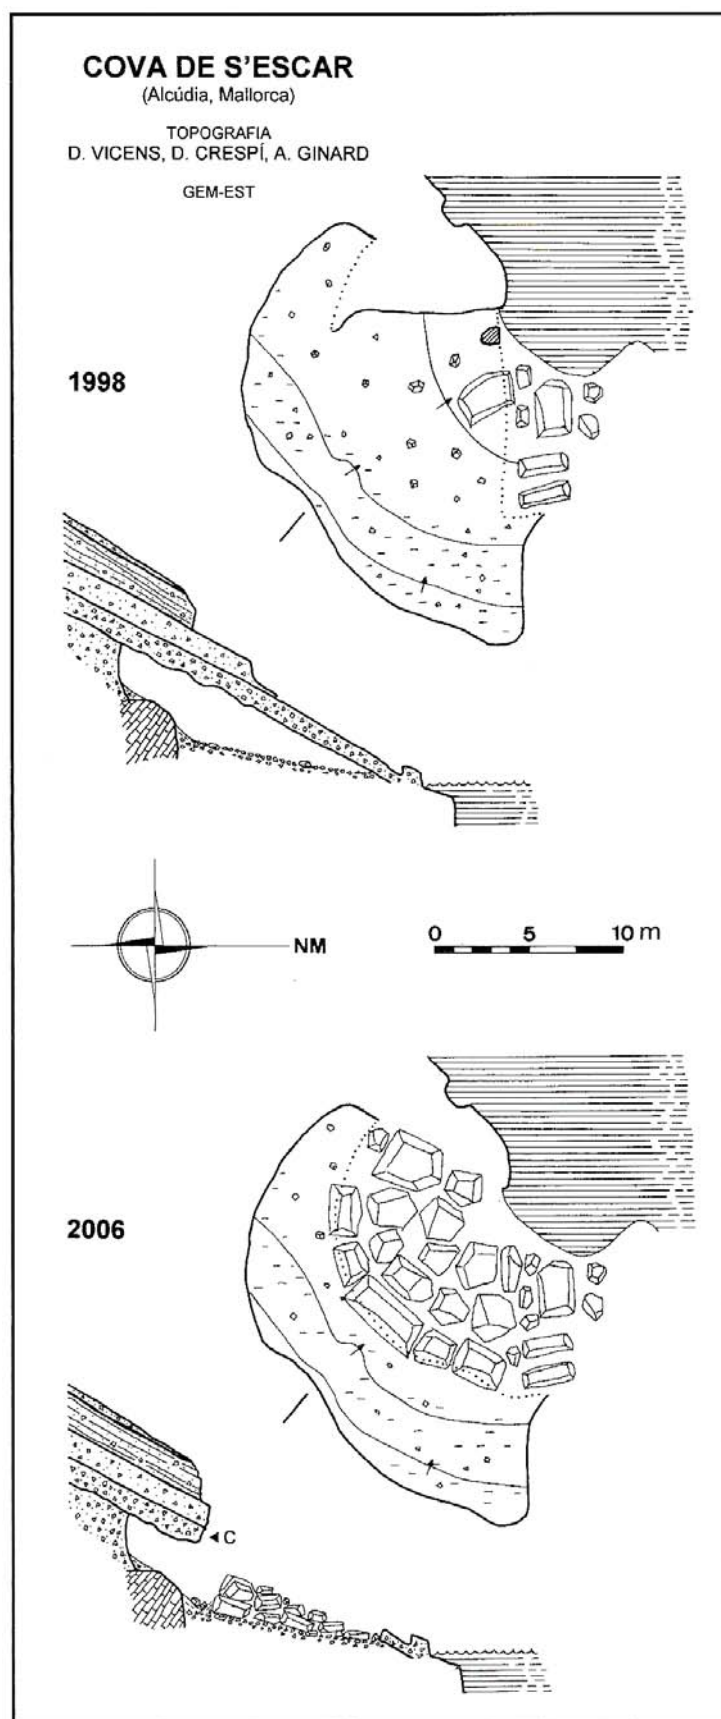 COVA DE S'ESCAR
(Alcúdia, Mallorca)
TOPOGRAFIA
D. VICENS, D. CRESPÍ, A. GINARD
GEM-EST
1998
NM
0 5 10 m
2006
C